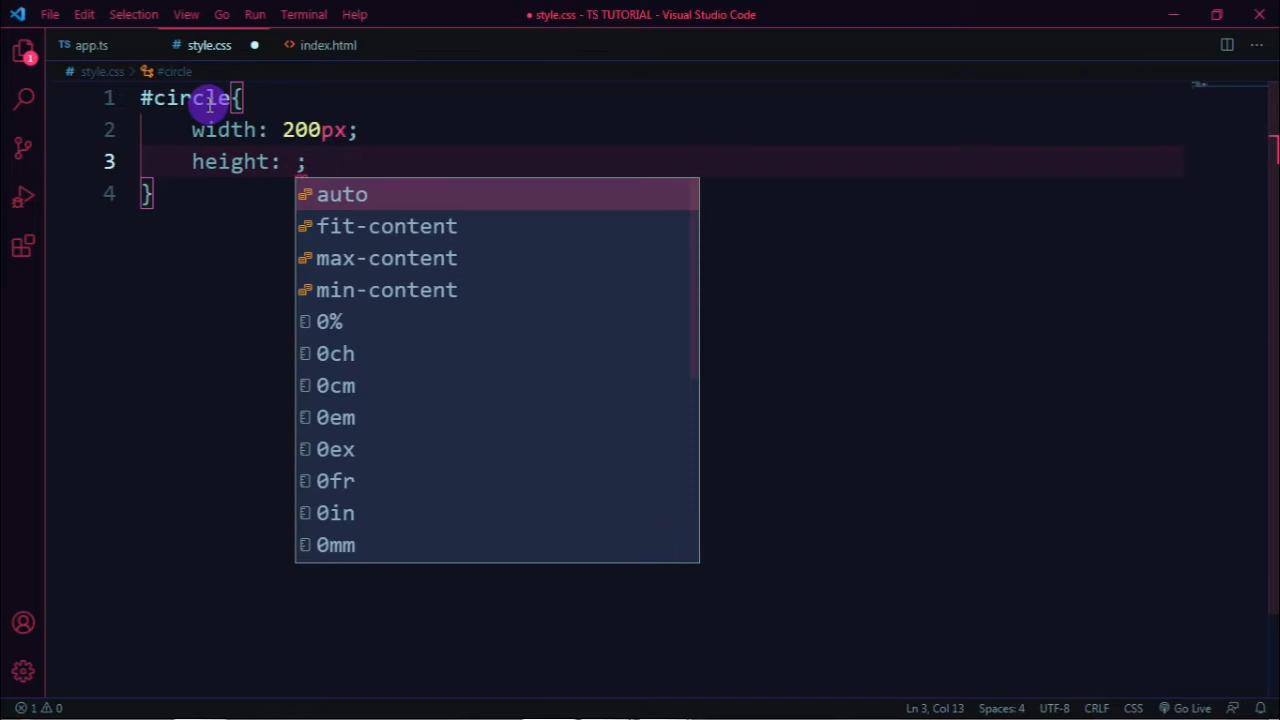 File Edit Selection View Go Run Terminal Help
● style.css - TS TUTORIAL - Visual Studio Code
TS app.ts
# style.css ●
<> index.html
# style.css > #circle
1
1 #circle{
2 width: 200px;
3 height: ;
4 }
auto
fit-content
max-content
min-content
0%
0ch
0cm
0em
0ex
0fr
0in
0mm
1 0
Ln 3, Col 13 Spaces: 4 UTF-8 CRLF CSS Go Live